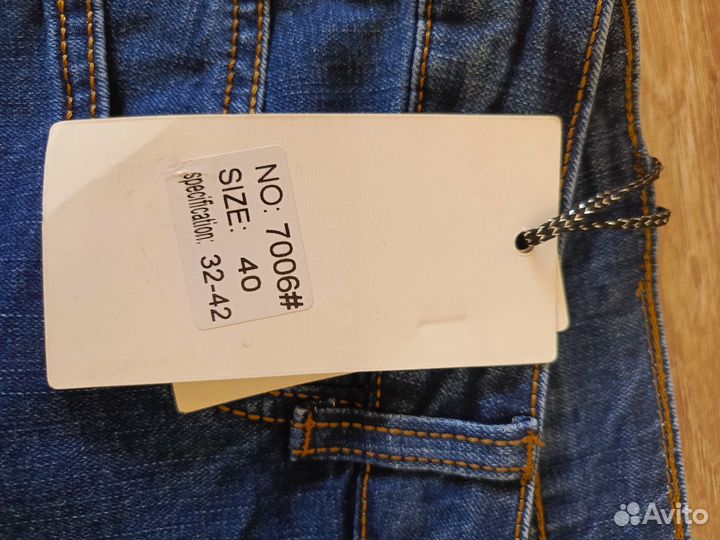 NO: 7006#
SIZE: 40
specification: 32-42
Avito